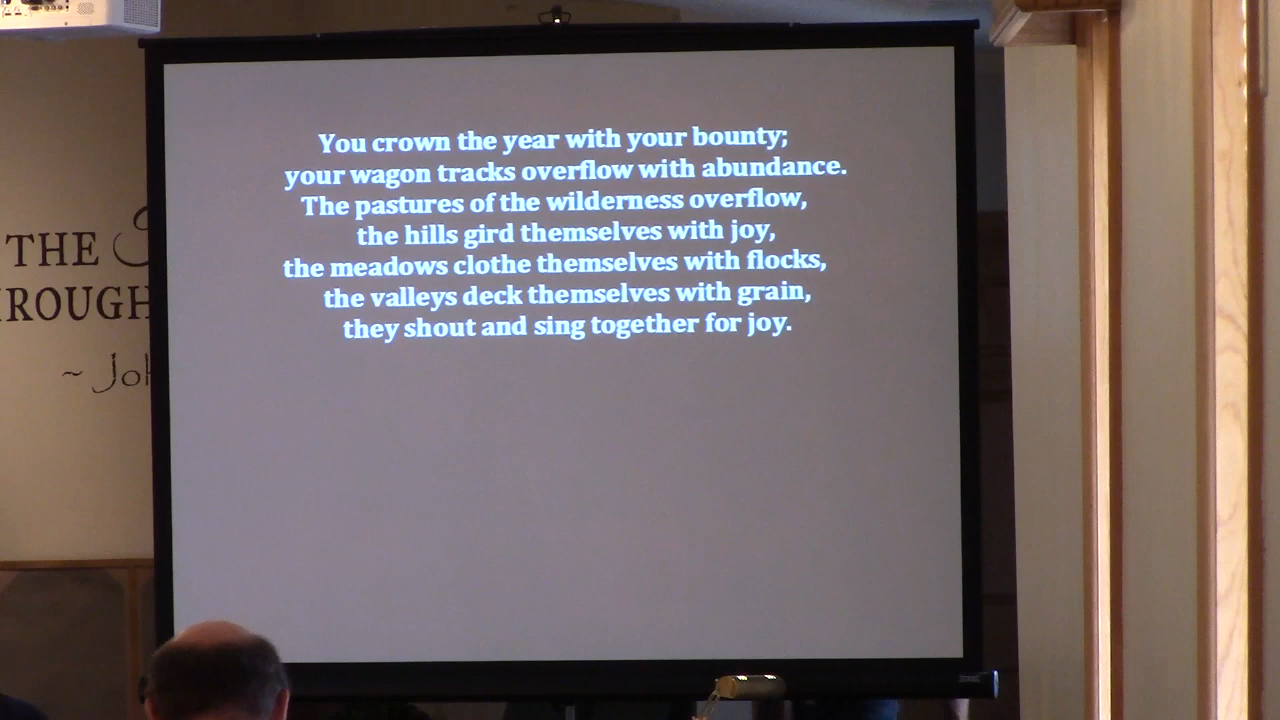 You crown the year with your bounty;
your wagon tracks overflow with abundance.
The pastures of the wilderness overflow,
the hills gird themselves with joy,
the meadows clothe themselves with flocks,
the valleys deck themselves with grain,
they shout and sing together for joy.
THE